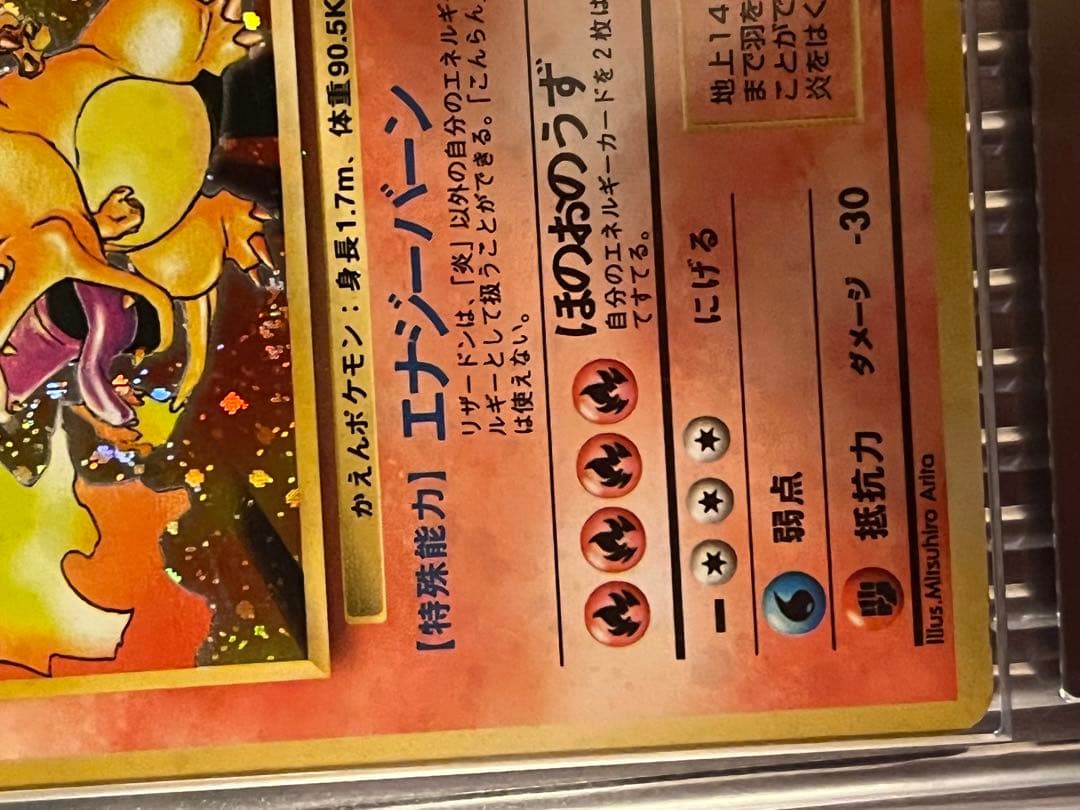 かえんポケモン：身長1.7m、体重90.5K
【特殊能力】エナジーバーン
リザードンは、「炎」以外の自分のエネルギー
ルギーとして扱うことができる。「こんらん」
は使えない。
ほのおのうず
自分のエネルギーカードを2枚は
てすてる。
ー にげる
弱点
抵抗力 ダメージ -30
地上14
まで羽を
ことがで
炎をはく
Illus.Mitsuhiro Arita